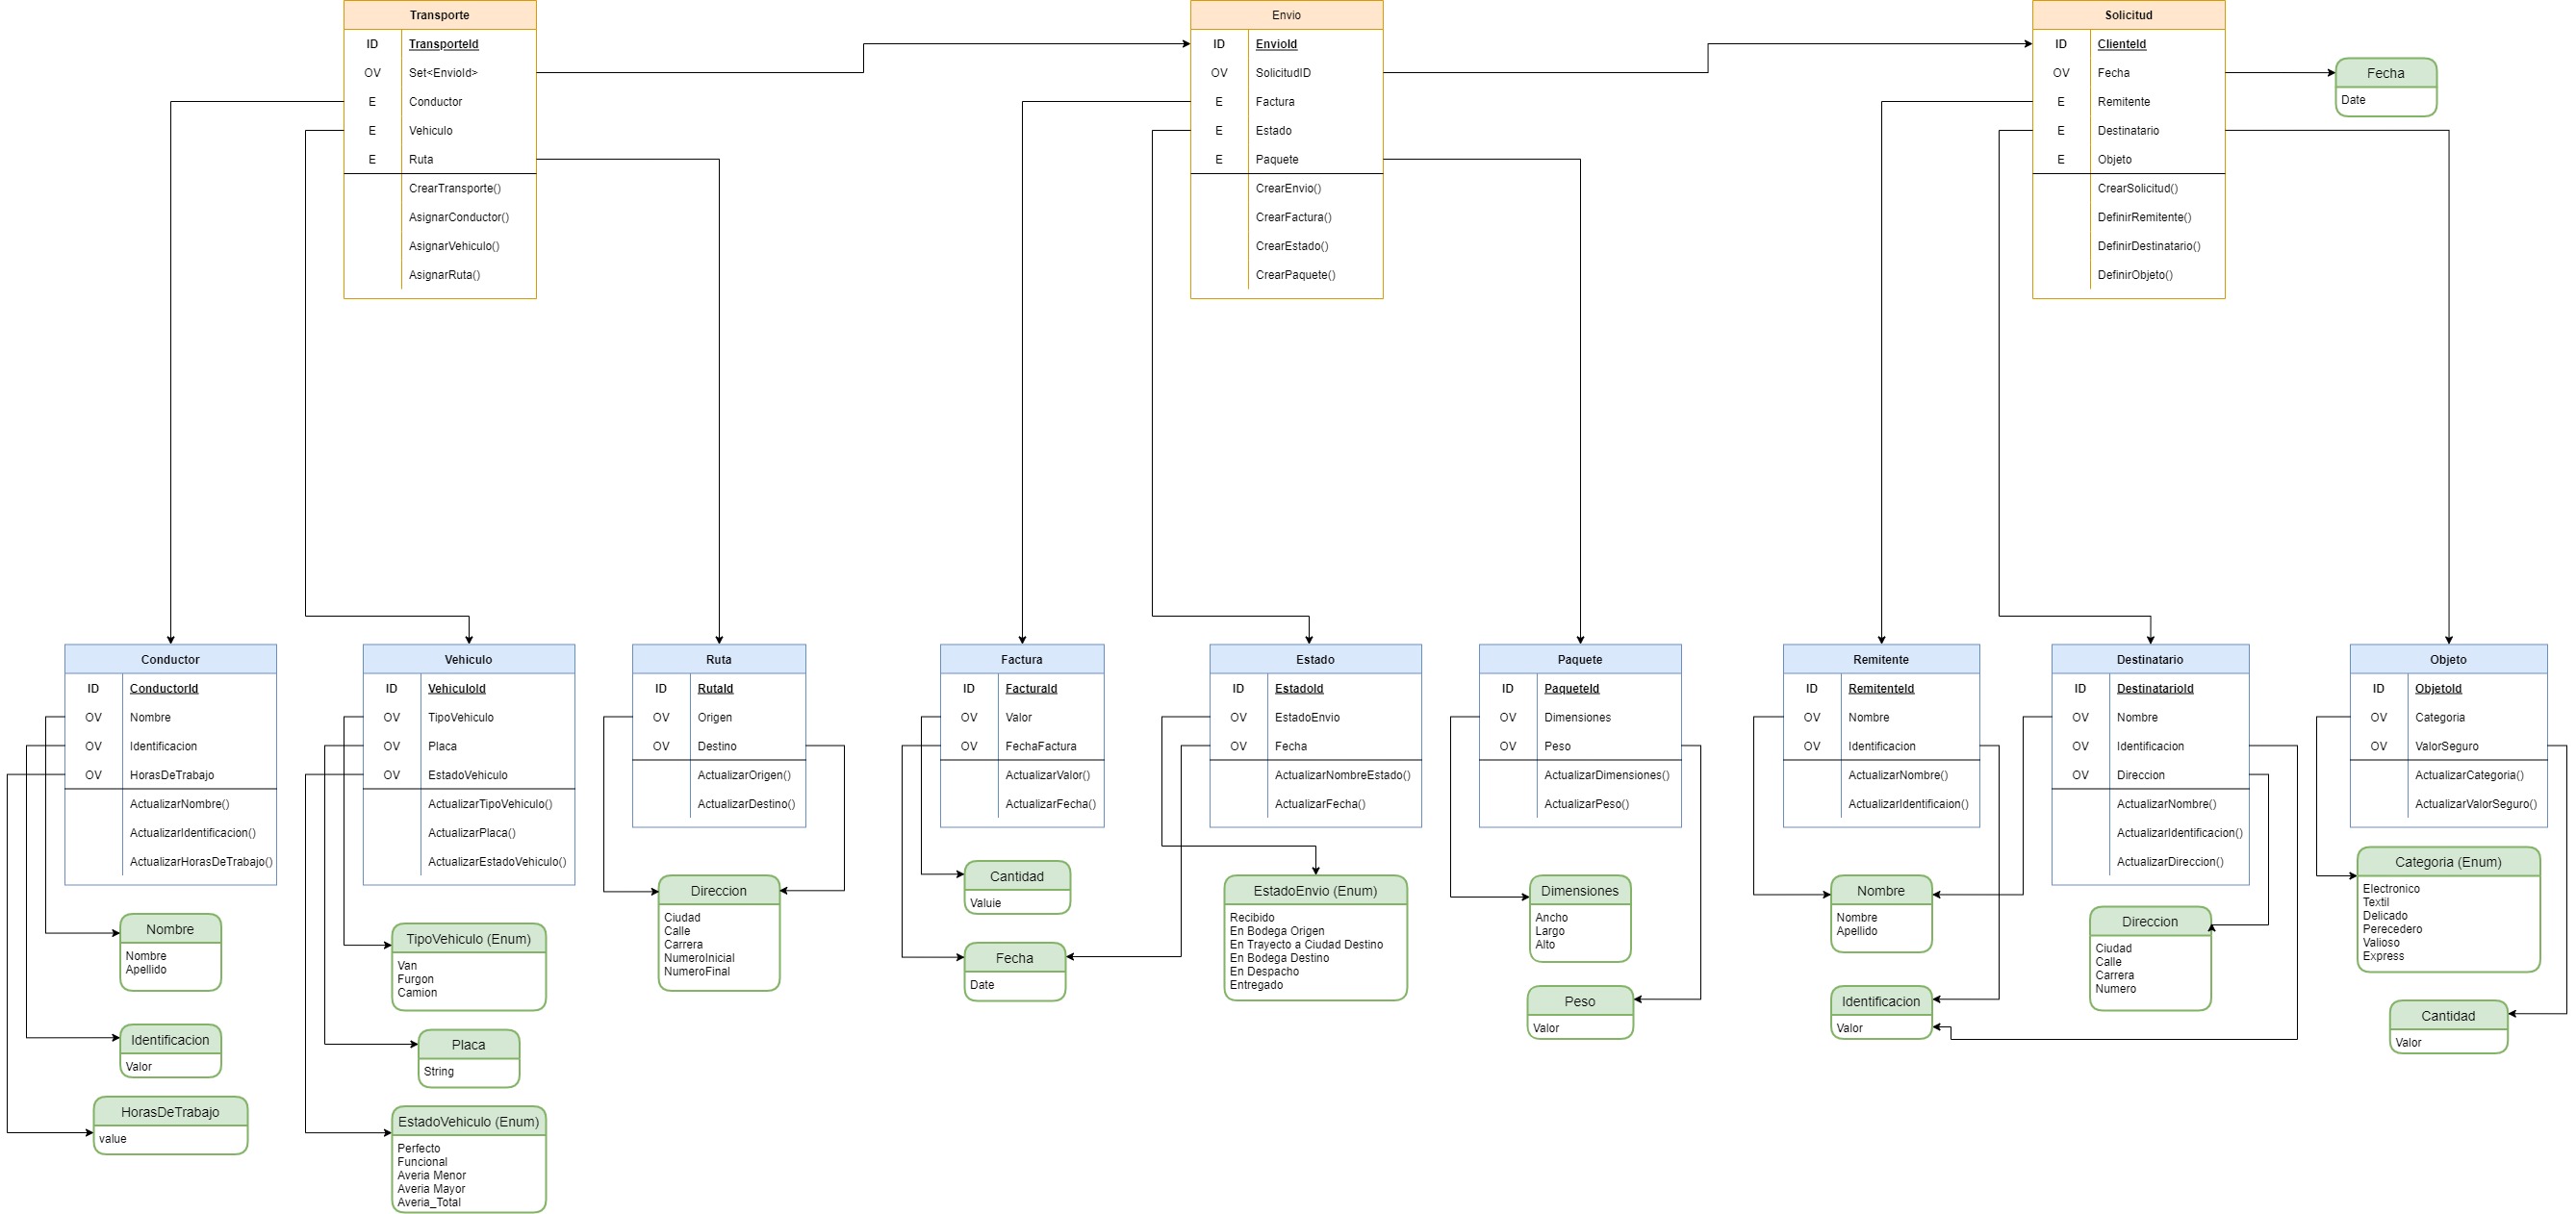 Transporte
ID TransporteId
OV Set<EnvioId>
E Conductor
E Vehiculo
E Ruta
CrearTransporte()
AsignarConductor()
AsignarVehiculo()
AsignarRuta()
Envio
ID EnvioId
OV SolicitudID
E Factura
E Estado
E Paquete
CrearEnvio()
CrearFactura()
CrearEstado()
CrearPaquete()
Solicitud
ID ClienteId
OV Fecha
E Remitente
E Destinatario
E Objeto
CrearSolicitud()
DefinirRemitente()
DefinirDestinatario()
DefinirObjeto()
Fecha
Date
Conductor
ID ConductorId
OV Nombre
OV Identificacion
OV HorasDeTrabajo
ActualizarNombre()
ActualizarIdentificacion()
ActualizarHorasDeTrabajo()
Nombre
Nombre
Apellido
Identificacion
Valor
HorasDeTrabajo
value
Vehiculo
ID VehiculoId
OV TipoVehiculo
OV Placa
OV EstadoVehiculo
ActualizarTipoVehiculo()
ActualizarPlaca()
ActualizarEstadoVehiculo()
TipoVehiculo (Enum)
Van
Furgon
Camion
Placa
String
EstadoVehiculo (Enum)
Perfecto
Funcional
Averia Menor
Averia Mayor
Averia_Total
Ruta
ID RutaId
OV Origen
OV Destino
ActualizarOrigen()
ActualizarDestino()
Direccion
Ciudad
Calle
Carrera
NumeroInicial
NumeroFinal
Factura
ID FacturaId
OV Valor
OV FechaFactura
ActualizarValor()
ActualizarFecha()
Cantidad
Valuie
Fecha
Date
Estado
ID EstadoId
OV EstadoEnvio
OV Fecha
ActualizarNombreEstado()
ActualizarFecha()
EstadoEnvio (Enum)
Recibido
En Bodega Origen
En Trayecto a Ciudad Destino
En Bodega Destino
En Despacho
Entregado
Paquete
ID PaqueteId
OV Dimensiones
OV Peso
ActualizarDimensiones()
ActualizarPeso()
Dimensiones
Ancho
Largo
Alto
Peso
Valor
Remitente
ID RemitenteId
OV Nombre
OV Identificacion
ActualizarNombre()
ActualizarIdentificaion()
Nombre
Nombre
Apellido
Identificacion
Valor
Destinatario
ID DestinatarioId
OV Nombre
OV Identificacion
OV Direccion
ActualizarNombre()
ActualizarIdentificacion()
ActualizarDireccion()
Direccion
Ciudad
Calle
Carrera
Numero
Objeto
ID ObjetoId
OV Categoria
OV ValorSeguro
ActualizarCategoria()
ActualizarValorSeguro()
Categoria (Enum)
Electronico
Textil
Delicado
Perecedero
Valioso
Express
Cantidad
Valor